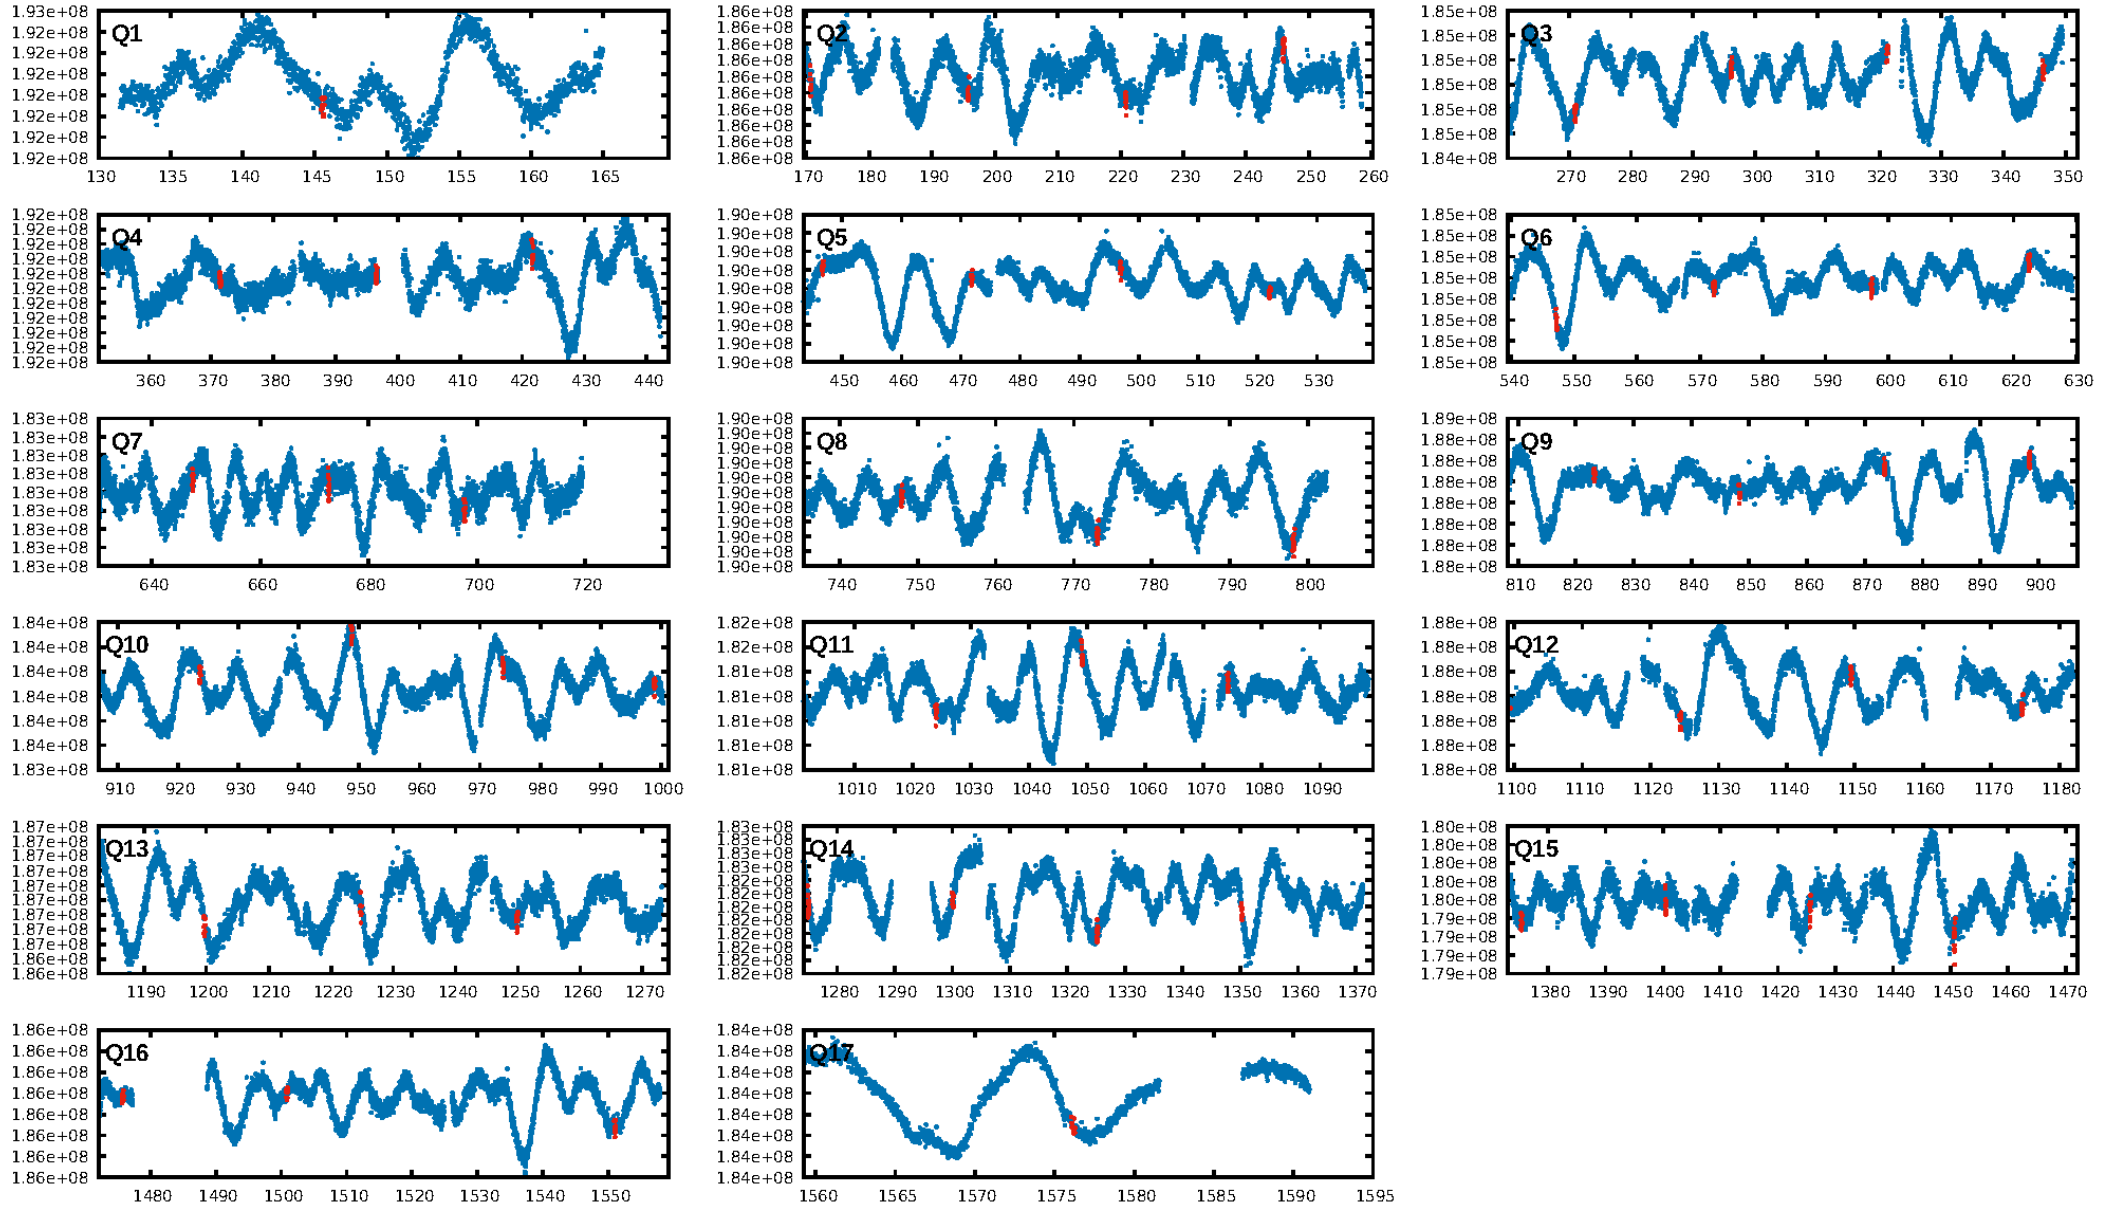 1.93e+08
1.92e+08
1.92e+08
1.92e+08
1.92e+08
1.92e+08
1.92e+08
1.92e+08
Q1
130 135 140 145 150 155 160 165
1.86e+08
1.86e+08
1.86e+08
1.86e+08
1.86e+08
1.86e+08
1.86e+08
1.86e+08
1.86e+08
1.86e+08
Q2
170 180 190 200 210 220 230 240 250 260
1.85e+08
1.85e+08
1.85e+08
1.85e+08
1.85e+08
1.85e+08
1.84e+08
Q3
270 280 290 300 310 320 330 340 350
1.92e+08
1.92e+08
1.92e+08
1.92e+08
1.92e+08
1.92e+08
1.92e+08
1.92e+08
1.92e+08
1.92e+08
1.92e+08
Q4
360 370 380 390 400 410 420 430 440
1.90e+08
1.90e+08
1.90e+08
1.90e+08
1.90e+08
1.90e+08
1.90e+08
1.90e+08
1.90e+08
Q5
450 460 470 480 490 500 510 520 530
1.85e+08
1.85e+08
1.85e+08
1.85e+08
1.85e+08
1.85e+08
1.85e+08
1.85e+08
Q6
540 550 560 570 580 590 600 610 620 630
1.83e+08
1.83e+08
1.83e+08
1.83e+08
1.83e+08
1.83e+08
1.83e+08
1.83e+08
1.83e+08
Q7
640 660 680 700 720
1.90e+08
1.90e+08
1.90e+08
1.90e+08
1.90e+08
1.90e+08
1.90e+08
1.90e+08
1.90e+08
1.90e+08
1.90e+08
Q8
740 750 760 770 780 790 800
1.89e+08
1.88e+08
1.88e+08
1.88e+08
1.88e+08
1.88e+08
1.88e+08
1.88e+08
Q9
810 820 830 840 850 860 870 880 890 900
1.84e+08
1.84e+08
1.84e+08
1.84e+08
1.84e+08
1.84e+08
1.83e+08
Q10
910 920 930 940 950 960 970 980 990 1000
1.82e+08
1.81e+08
1.81e+08
1.81e+08
1.81e+08
1.81e+08
1.81e+08
Q11
1010 1020 1030 1040 1050 1060 1070 1080 1090
1.88e+08
1.88e+08
1.88e+08
1.88e+08
1.88e+08
1.88e+08
1.88e+08
Q12
1100 1110 1120 1130 1140 1150 1160 1170 1180
1.87e+08
1.87e+08
1.87e+08
1.87e+08
1.87e+08
1.87e+08
1.87e+08
1.87e+08
1.87e+08
1.87e+08
1.86e+08
Q13
1190 1200 1210 1220 1230 1240 1250 1260 1270
1.83e+08
1.83e+08
1.83e+08
1.82e+08
1.82e+08
1.82e+08
1.82e+08
1.82e+08
1.82e+08
1.82e+08
1.82e+08
1.82e+08
Q14
1280 1290 1300 1310 1320 1330 1340 1350 1360 1370
1.80e+08
1.80e+08
1.80e+08
1.80e+08
1.80e+08
1.79e+08
1.79e+08
1.79e+08
1.79e+08
Q15
1380 1390 1400 1410 1420 1430 1440 1450 1460 1470
1.86e+08
1.86e+08
1.86e+08
1.86e+08
1.86e+08
1.86e+08
1.86e+08
1.86e+08
Q16
1480 1490 1500 1510 1520 1530 1540 1550
1.84e+08
1.84e+08
1.84e+08
1.84e+08
1.84e+08
1.84e+08
1.84e+08
1.84e+08
Q17
1560 1565 1570 1575 1580 1585 1590 1595